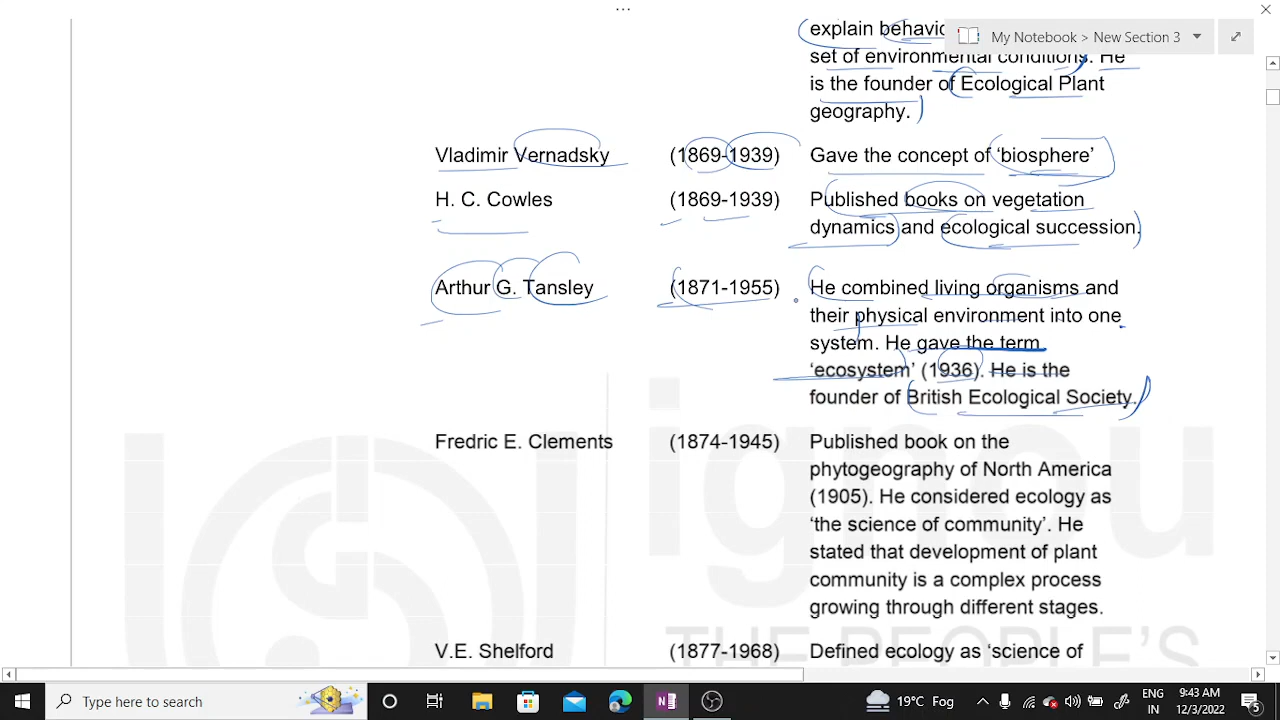 ...
explain behavio
My Notebook > New Section 3
set of environmental conditions. He
is the founder of Ecological Plant
geography.
Vladimir Vernadsky (1869-1939) Gave the concept of ‘biosphere’
H. C. Cowles (1869-1939) Published books on vegetation
dynamics and ecological succession.
Arthur G. Tansley (1871-1955) He combined living organisms and
their physical environment into one
system. He gave the term
‘ecosystem’ (1936). He is the
founder of British Ecological Society.
Fredric E. Clements (1874-1945) Published book on the
phytogeography of North America
(1905). He considered ecology as
‘the science of community’. He
stated that development of plant
community is a complex process
growing through different stages.
V.E. Shelford (1877-1968) Defined ecology as ‘science of
ignou
THE PEOPLE'S
Type here to search
19°C Fog
ENG
IN
9:43 AM
12/3/2022
5